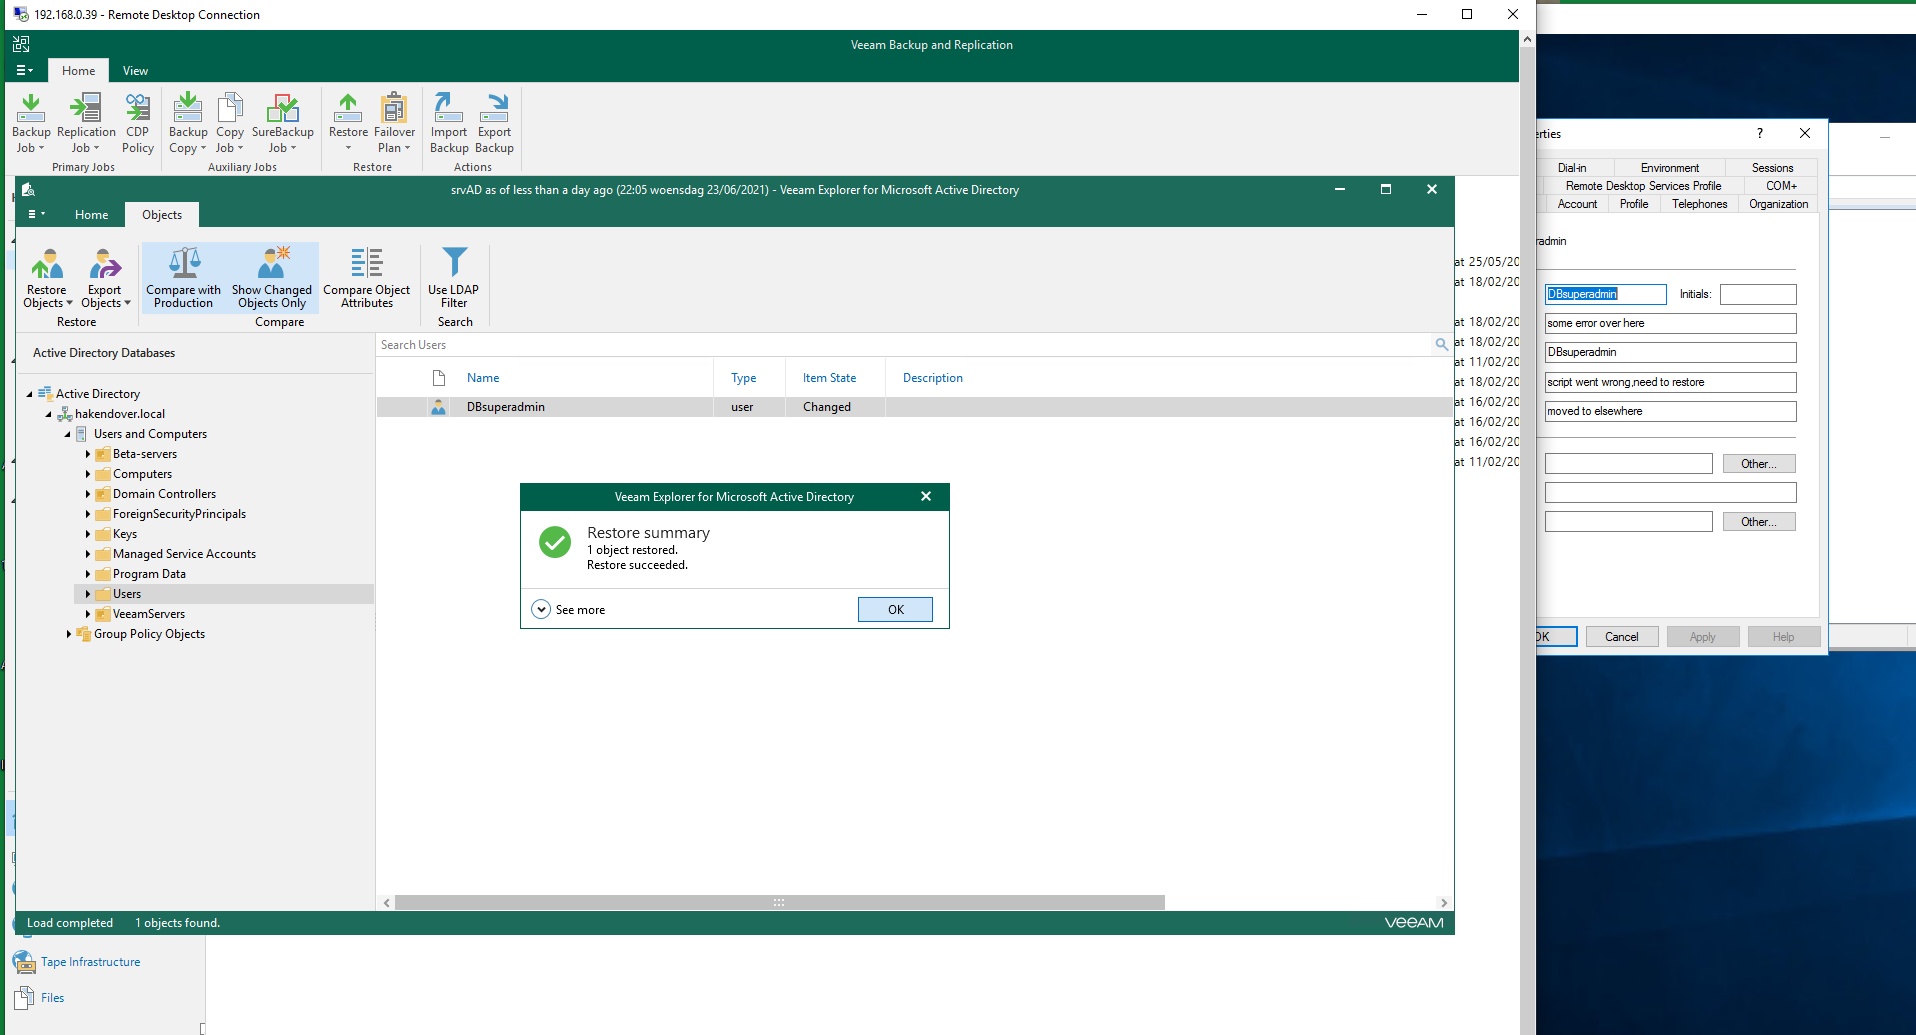 192.168.0.39 - Remote Desktop Connection
Veeam Backup and Replication
Home View
Backup Job
Replication Job
CDP Policy
Primary Jobs
Backup Copy
Copy Job
SureBackup Job
Auxiliary Jobs
Restore
Failover Plan
Restore
Import Backup
Export Backup
Actions
srvAD as of less than a day ago (22:05 woensdag 23/06/2021) - Veeam Explorer for Microsoft Active Directory
Home Objects
Restore Objects
Export Objects
Restore
Compare with Production
Show Changed Objects Only
Compare Object Attributes
Compare
Use LDAP Filter
Search
Active Directory Databases
Active Directory
hakendover.local
Users and Computers
Beta-servers
Computers
Domain Controllers
ForeignSecurityPrincipals
Keys
Managed Service Accounts
Program Data
Users
VeeamServers
Group Policy Objects
Search Users
Name Type Item State Description
DBsuperadmin user Changed
Veeam Explorer for Microsoft Active Directory
Restore summary
1 object restored.
Restore succeeded.
See more
OK
Load completed 1 objects found.
VEEAM
Tape Infrastructure
Files
at 25/05/20
at 18/02/20
at 18/02/20
at 18/02/20
at 11/02/20
at 18/02/20
at 16/02/20
at 16/02/20
at 16/02/20
at 11/02/20
erties
?
Dial-in Environment Sessions
Remote Desktop Services Profile COM+
Account Profile Telephones Organization
radmin
DBsuperadmin Initials:
some error over here
DBsuperadmin
script went wrong,need to restore
moved to elsewhere
Other...
Other...
OK Cancel Apply Help